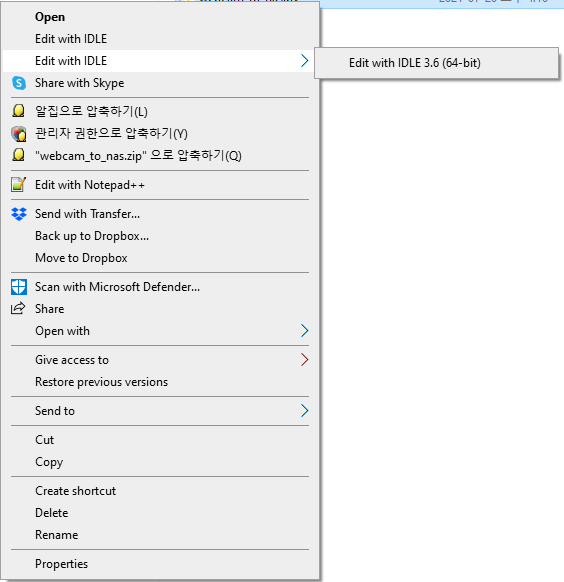 Open
Edit with IDLE
Edit with IDLE
Edit with IDLE 3.6 (64-bit)
Share with Skype
알집으로 압축하기(L)
관리자 권한으로 압축하기(Y)
"webcam_to_nas.zip" 으로 압축하기(Q)
Edit with Notepad++
Send with Transfer...
Back up to Dropbox...
Move to Dropbox
Scan with Microsoft Defender...
Share
Open with
Give access to
Restore previous versions
Send to
Cut
Copy
Create shortcut
Delete
Rename
Properties